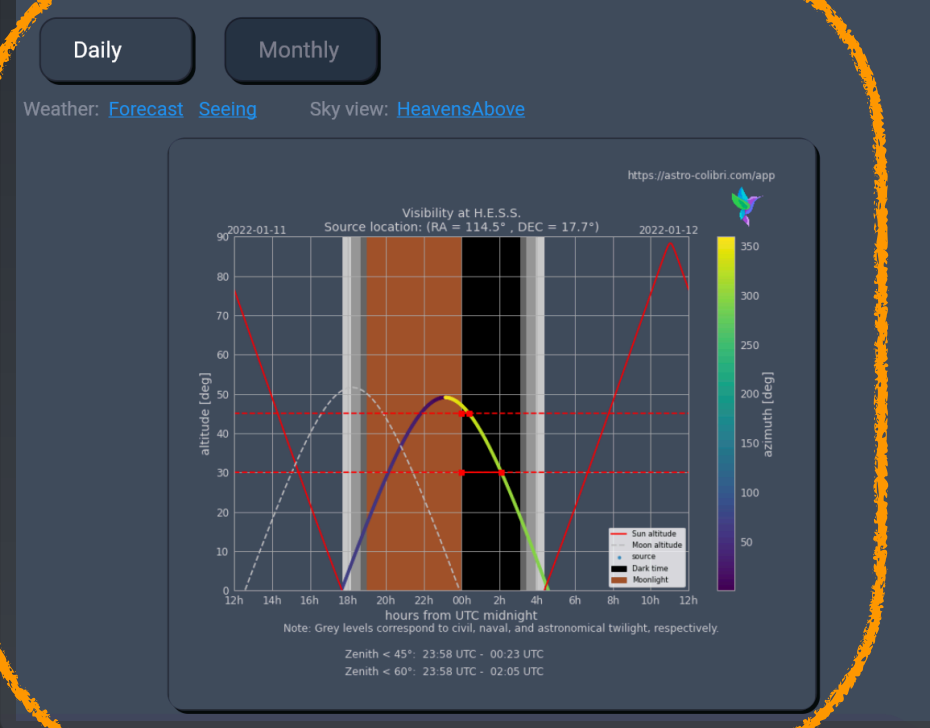 Daily Monthly
Weather: Forecast Seeing Sky view: HeavensAbove
https://astro-colibri.com/app
Visibility at H.E.S.S.
2022-01-11 Source location: (RA = 114.5° , DEC = 17.7°) 2022-01-12
90
80
70
60
50
40
30
20
10
0
altitude [deg]
350
300
250
200
150
100
50
azimuth [deg]
Sun altitude
Moon altitude
source
Dark time
Moonlight
12h 14h 16h 18h 20h 22h 00h 2h 4h 6h 8h 10h 12h
hours from UTC midnight
Note: Grey levels correspond to civil, naval, and astronomical twilight, respectively.
Zenith < 45°: 23:58 UTC - 00:23 UTC
Zenith < 60°: 23:58 UTC - 02:05 UTC